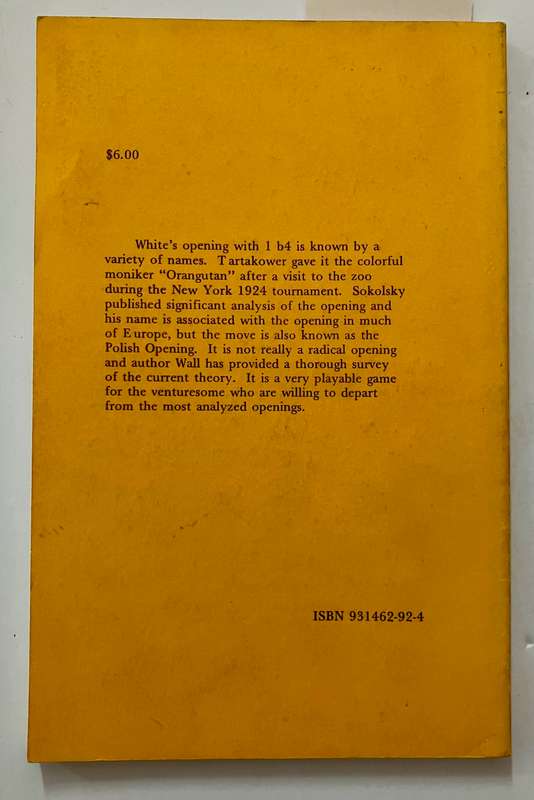 $6.00
White's opening with 1 b4 is known by a
variety of names. Tartakower gave it the colorful
moniker "Orangutan" after a visit to the zoo
during the New York 1924 tournament. Sokolsky
published significant analysis of the opening and
his name is associated with the opening in much
of Europe, but the move is also known as the
Polish Opening. It is not really a radical opening
and author Wall has provided a thorough survey
of the current theory. It is a very playable game
for the venturesome who are willing to depart
from the most analyzed openings.
ISBN 931462-92-4